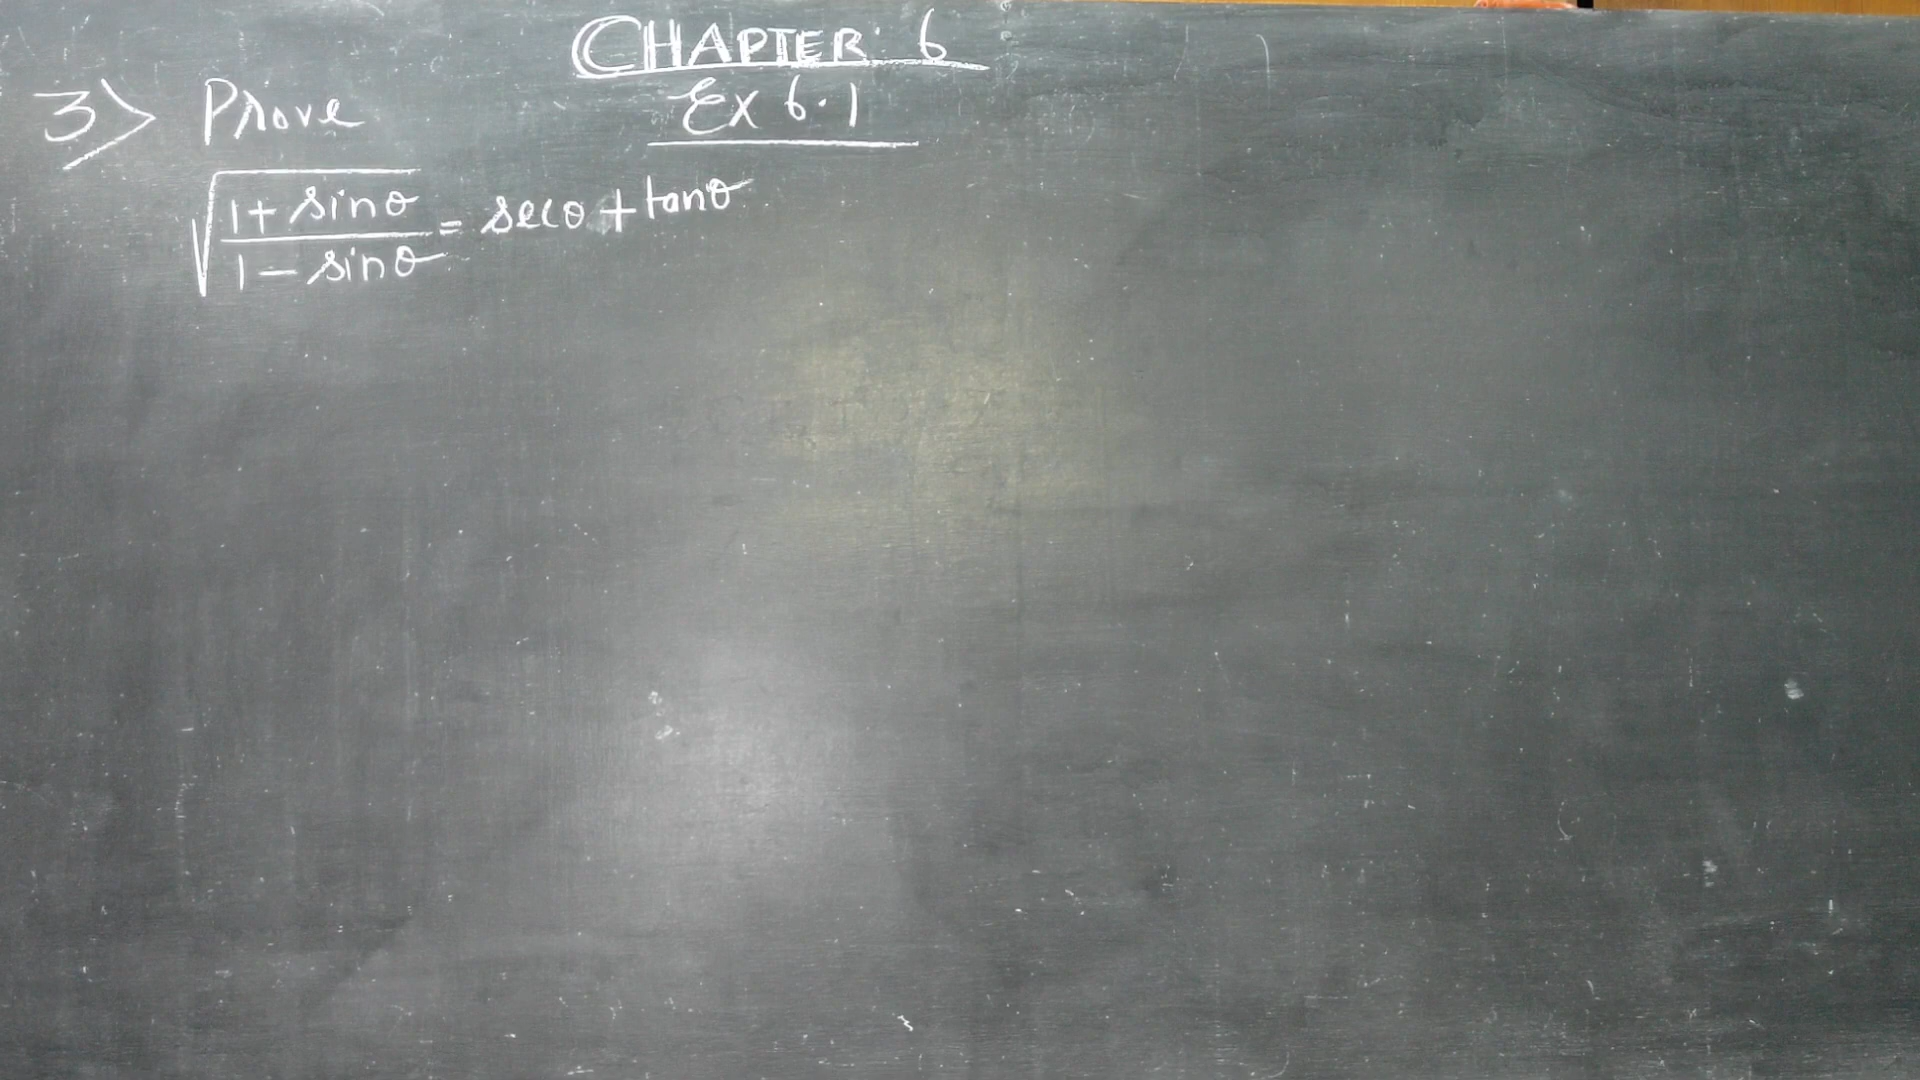 CHAPTER 6
Ex 6.1
3> Prove
√(1 + sinθ / 1 - sinθ) = secθ + tanθ